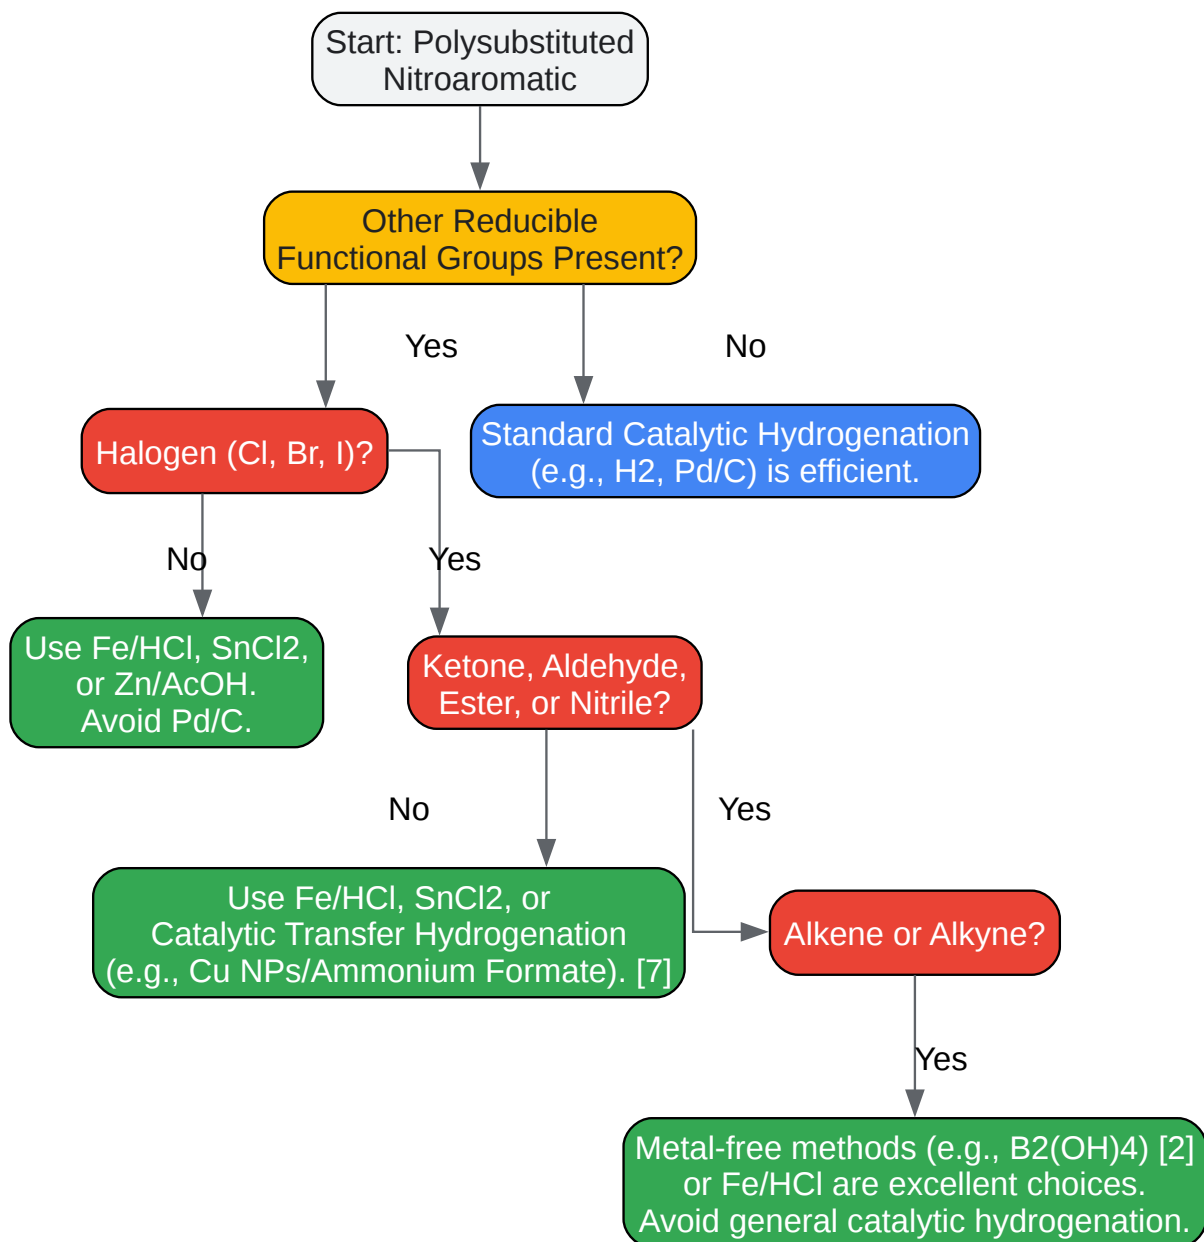 Start: Polysubstituted
Nitroaromatic
Other Reducible
Functional Groups Present?
Yes
No
Halogen (Cl, Br, I)?
Standard Catalytic Hydrogenation
(e.g., H2, Pd/C) is efficient.
No
Yes
Use Fe/HCl, SnCl2,
or Zn/AcOH.
Avoid Pd/C.
Ketone, Aldehyde,
Ester, or Nitrile?
No
Yes
Use Fe/HCl, SnCl2, or
Catalytic Transfer Hydrogenation
(e.g., Cu NPs/Ammonium Formate). [7]
Alkene or Alkyne?
Yes
Metal-free methods (e.g., B2(OH)4) [2]
or Fe/HCl are excellent choices.
Avoid general catalytic hydrogenation.